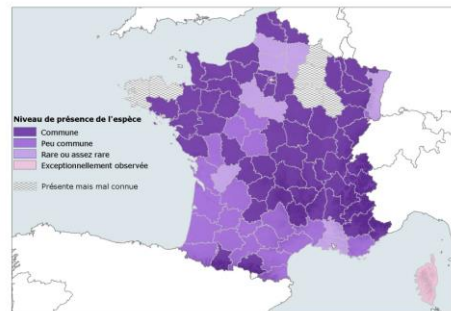 Niveau de présence de l'espèce
Commune
Peu commune
Rare ou assez rare
Exceptionnellement observée
Présente mais mal connue